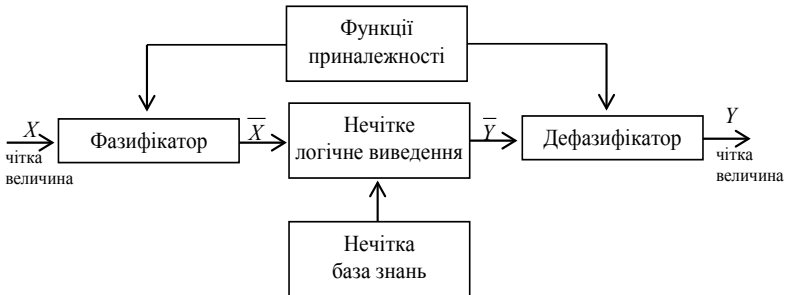 Функції
приналежності
X
чітка
величина
Фазифікатор
X̅
Нечітке
логічне виведення
Y̅
Дефазифікатор
Y
чітка
величина
Нечітка
база знань